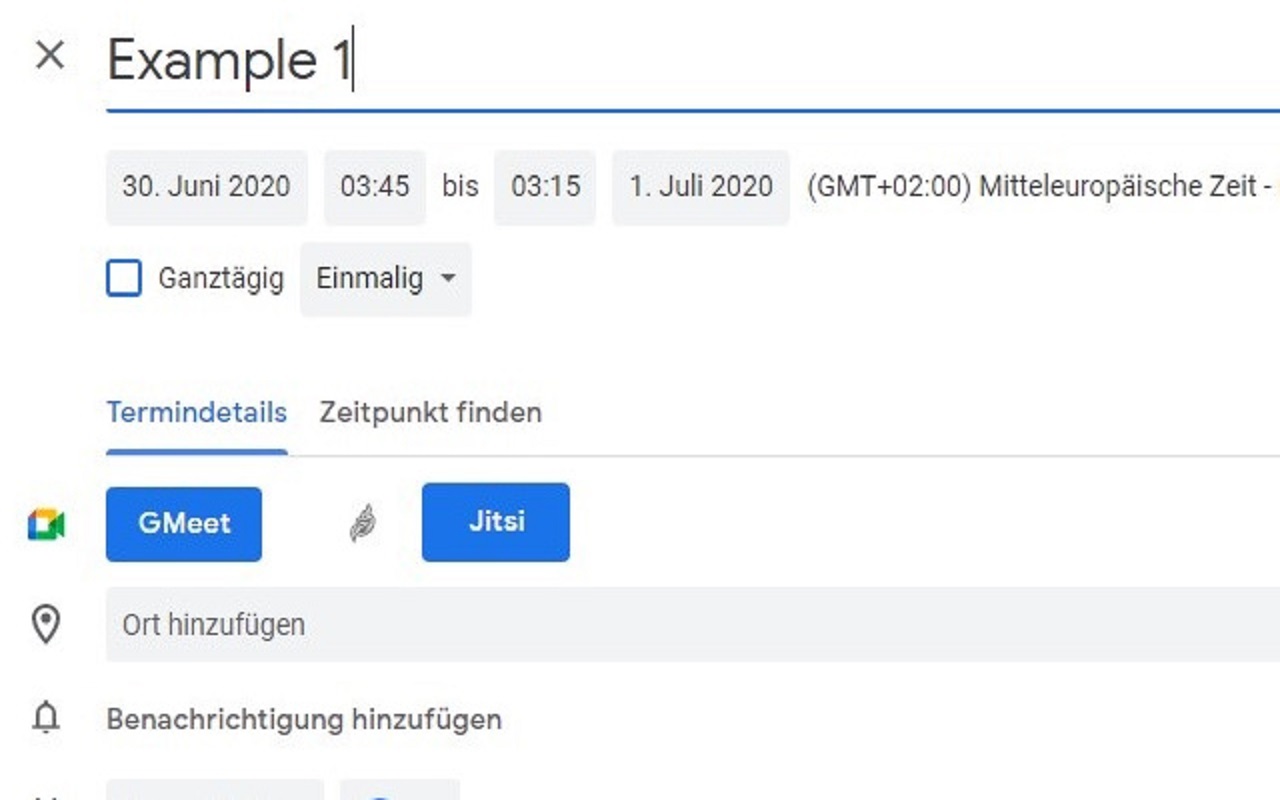 Example 1
30. Juni 2020 03:45 bis 03:15 1. Juli 2020 (GMT+02:00) Mitteleuropäische Zeit -
Ganztägig Einmalig
Termindetails Zeitpunkt finden
GMeet Jitsi
Ort hinzufügen
Benachrichtigung hinzufügen